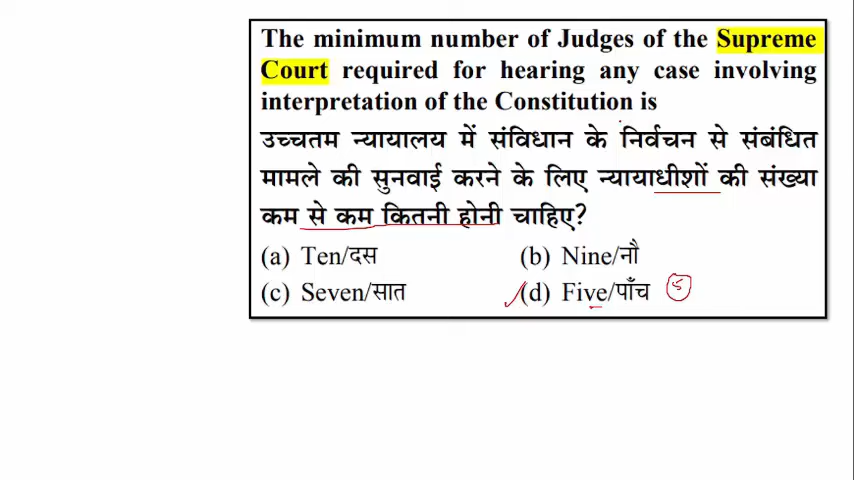 The minimum number of Judges of the Supreme
Court required for hearing any case involving
interpretation of the Constitution is
उच्चतम न्यायालय में संविधान के निर्वचन से संबंधित
मामले की सुनवाई करने के लिए न्यायाधीशों की संख्या
कम से कम कितनी होनी चाहिए?
(a) Ten/दस (b) Nine/नौ
(c) Seven/सात (d) Five/पाँच 5